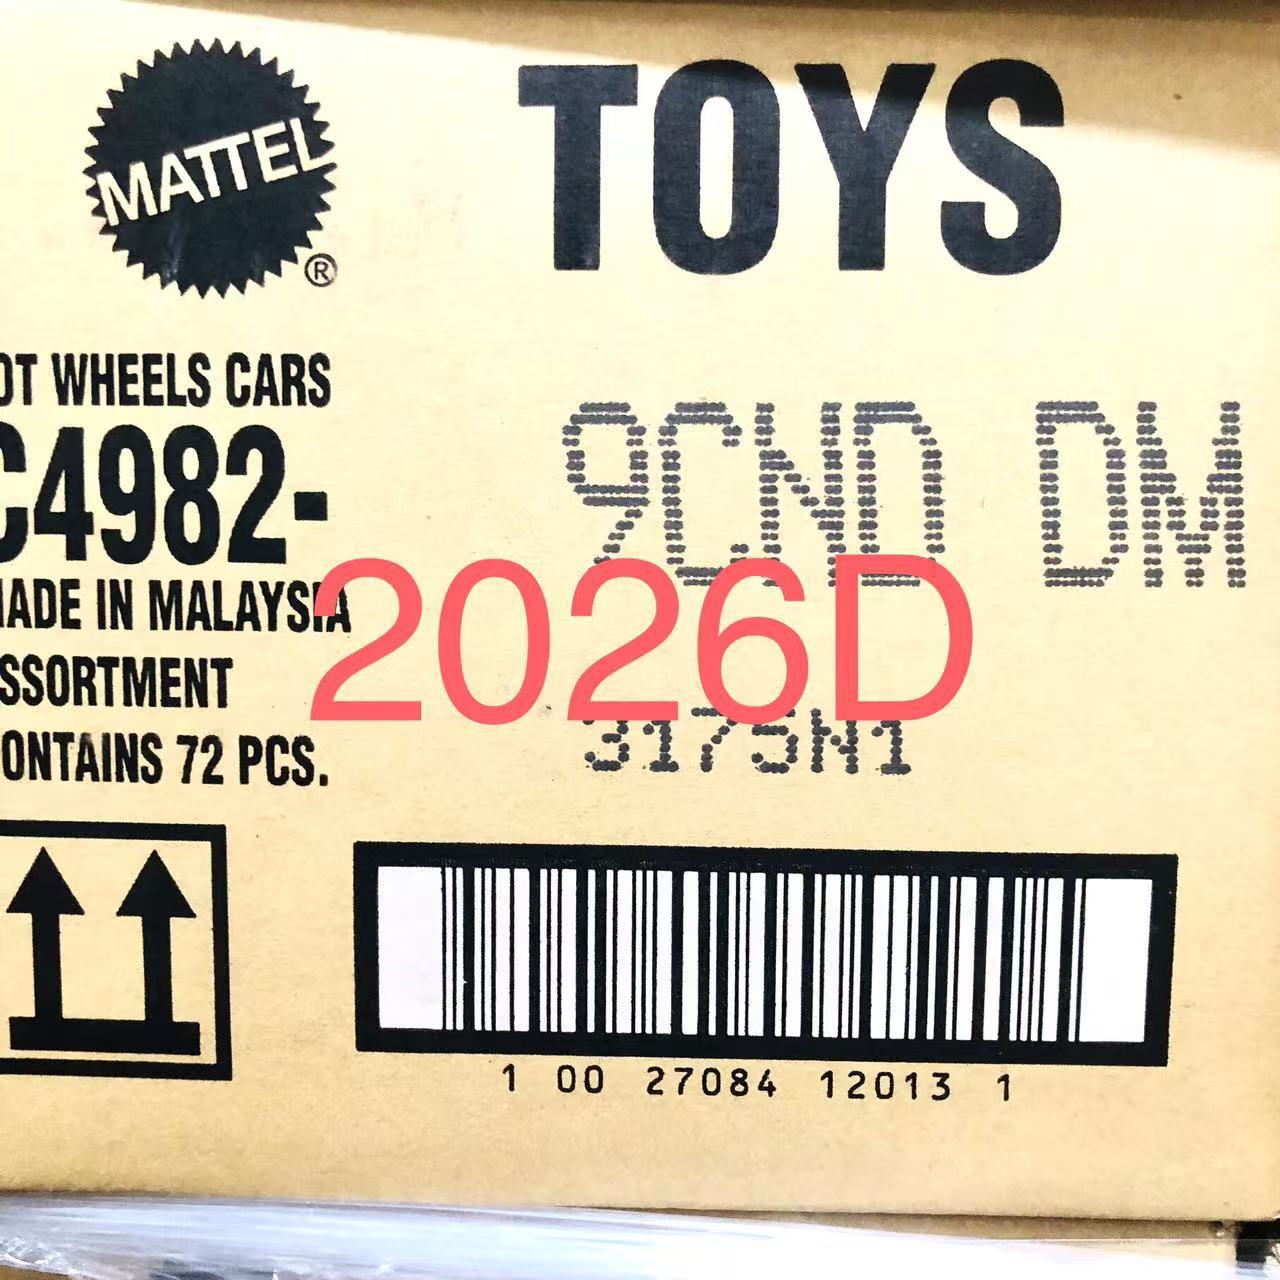 MATTEL
®
TOYS
OT WHEELS CARS
C4982-
9CND DM
MADE IN MALAYSIA
2026D
SSORTMENT
3175N1
ONTAINS 72 PCS.
1 00 27084 12013 1